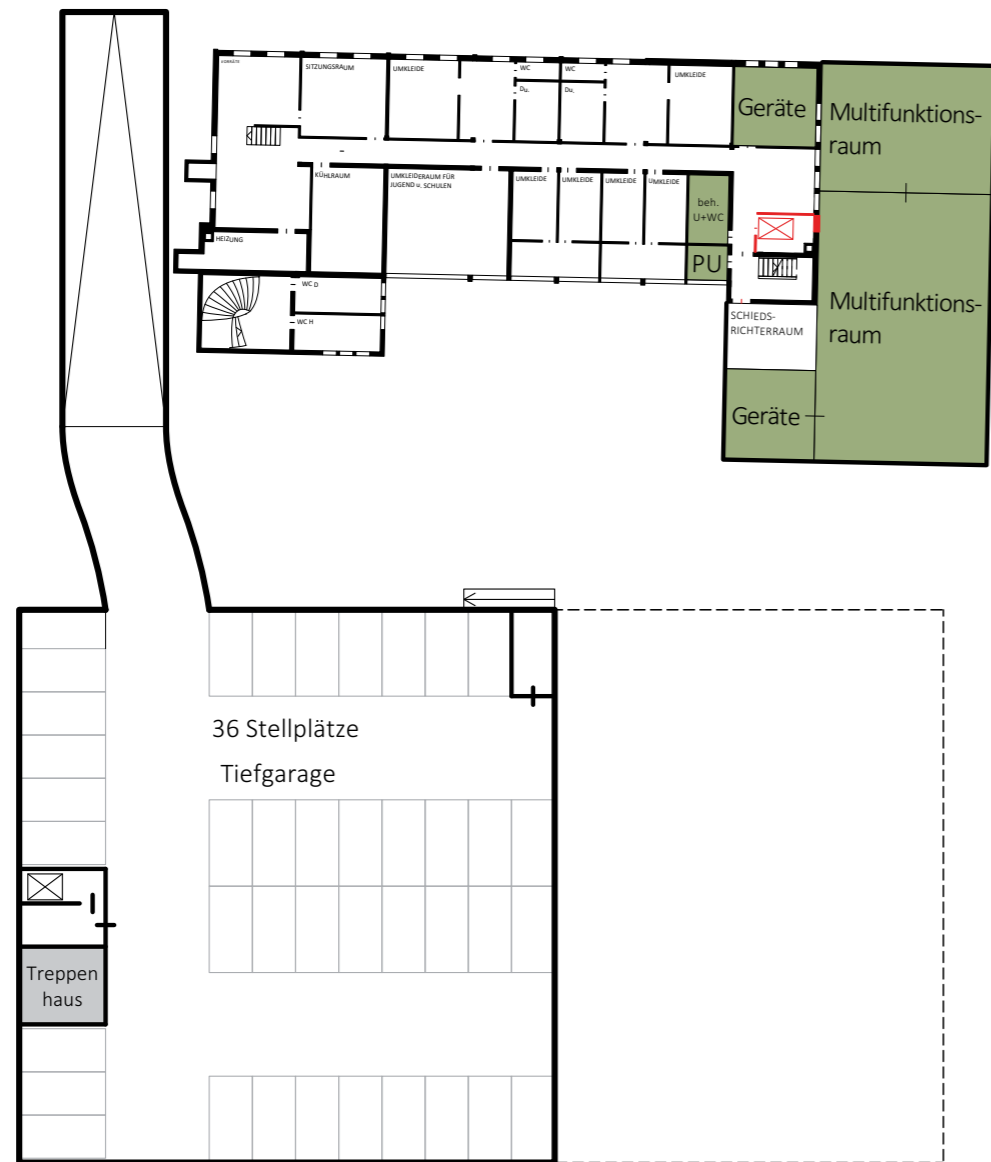 GERÄTE
SITZUNGSRAUM
UMKLEIDE
WC
WC
UMKLEIDE
Du.
Du.
Geräte
Multifunktions-
raum
KÜHLRAUM
UMKLEIDERAUM FÜR
JUGEND u. SCHULEN
UMKLEIDE
UMKLEIDE
UMKLEIDE
UMKLEIDE
beh.
U+WC
HEIZUNG
PU
WC D
WC H
SCHIEDS-
RICHTERRAUM
Multifunktions-
raum
Geräte
36 Stellplätze
Tiefgarage
Treppen
haus